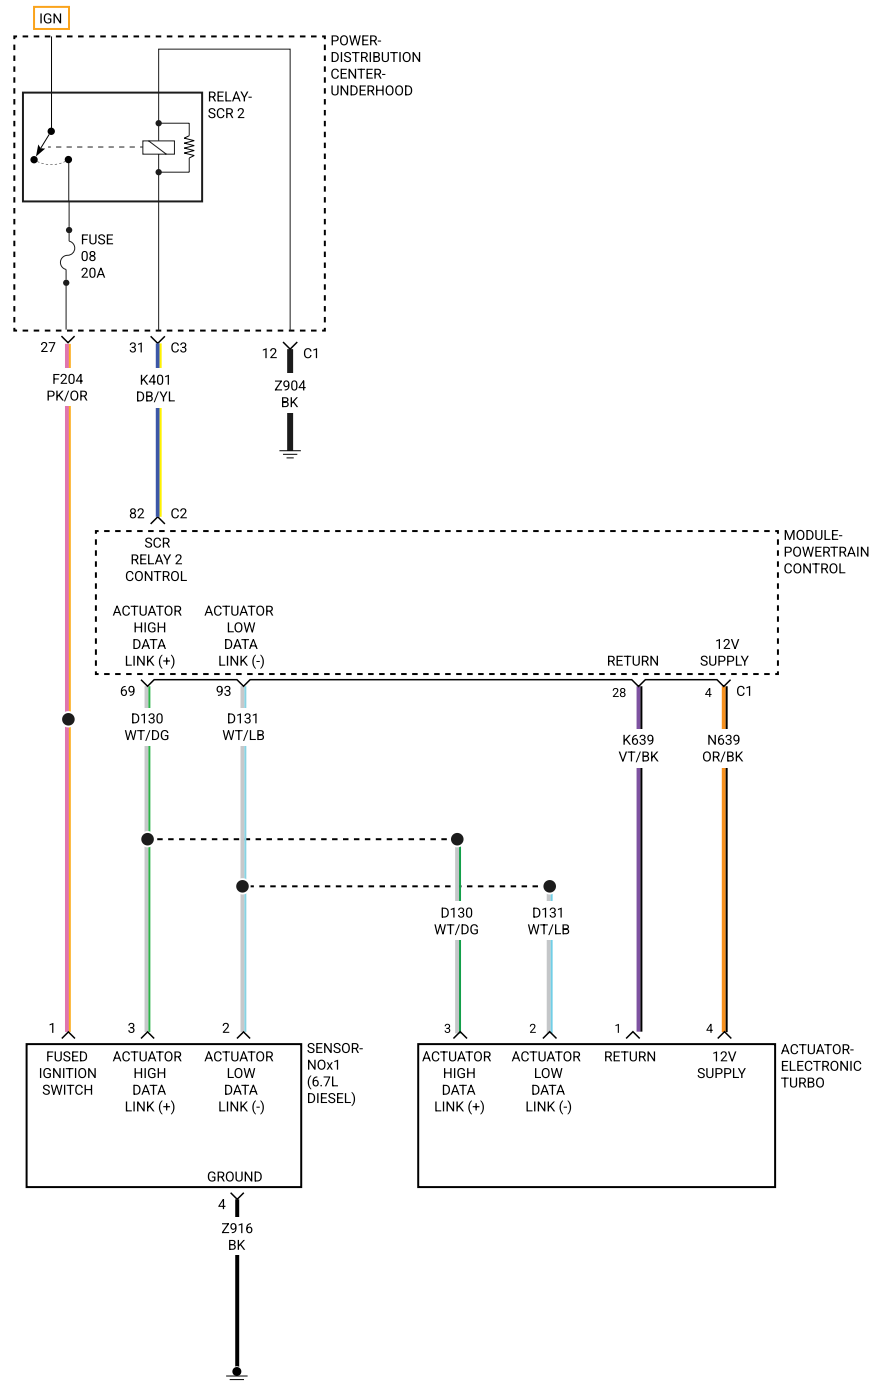 IGN
POWER-
DISTRIBUTION
CENTER-
UNDERHOOD
RELAY-
SCR 2
FUSE
08
20A
27
31
C3
12
C1
F204
PK/OR
K401
DB/YL
Z904
BK
82
C2
MODULE-
POWERTRAIN
CONTROL
SCR
RELAY 2
CONTROL
ACTUATOR
HIGH
DATA
LINK (+)
ACTUATOR
LOW
DATA
LINK (-)
RETURN
12V
SUPPLY
69
93
28
4
C1
D130
WT/DG
D131
WT/LB
K639
VT/BK
N639
OR/BK
D130
WT/DG
D131
WT/LB
1
3
2
3
2
1
4
FUSED
IGNITION
SWITCH
ACTUATOR
HIGH
DATA
LINK (+)
ACTUATOR
LOW
DATA
LINK (-)
SENSOR-
NOx1
(6.7L
DIESEL)
ACTUATOR
HIGH
DATA
LINK (+)
ACTUATOR
LOW
DATA
LINK (-)
RETURN
12V
SUPPLY
ACTUATOR-
ELECTRONIC
TURBO
GROUND
4
Z916
BK